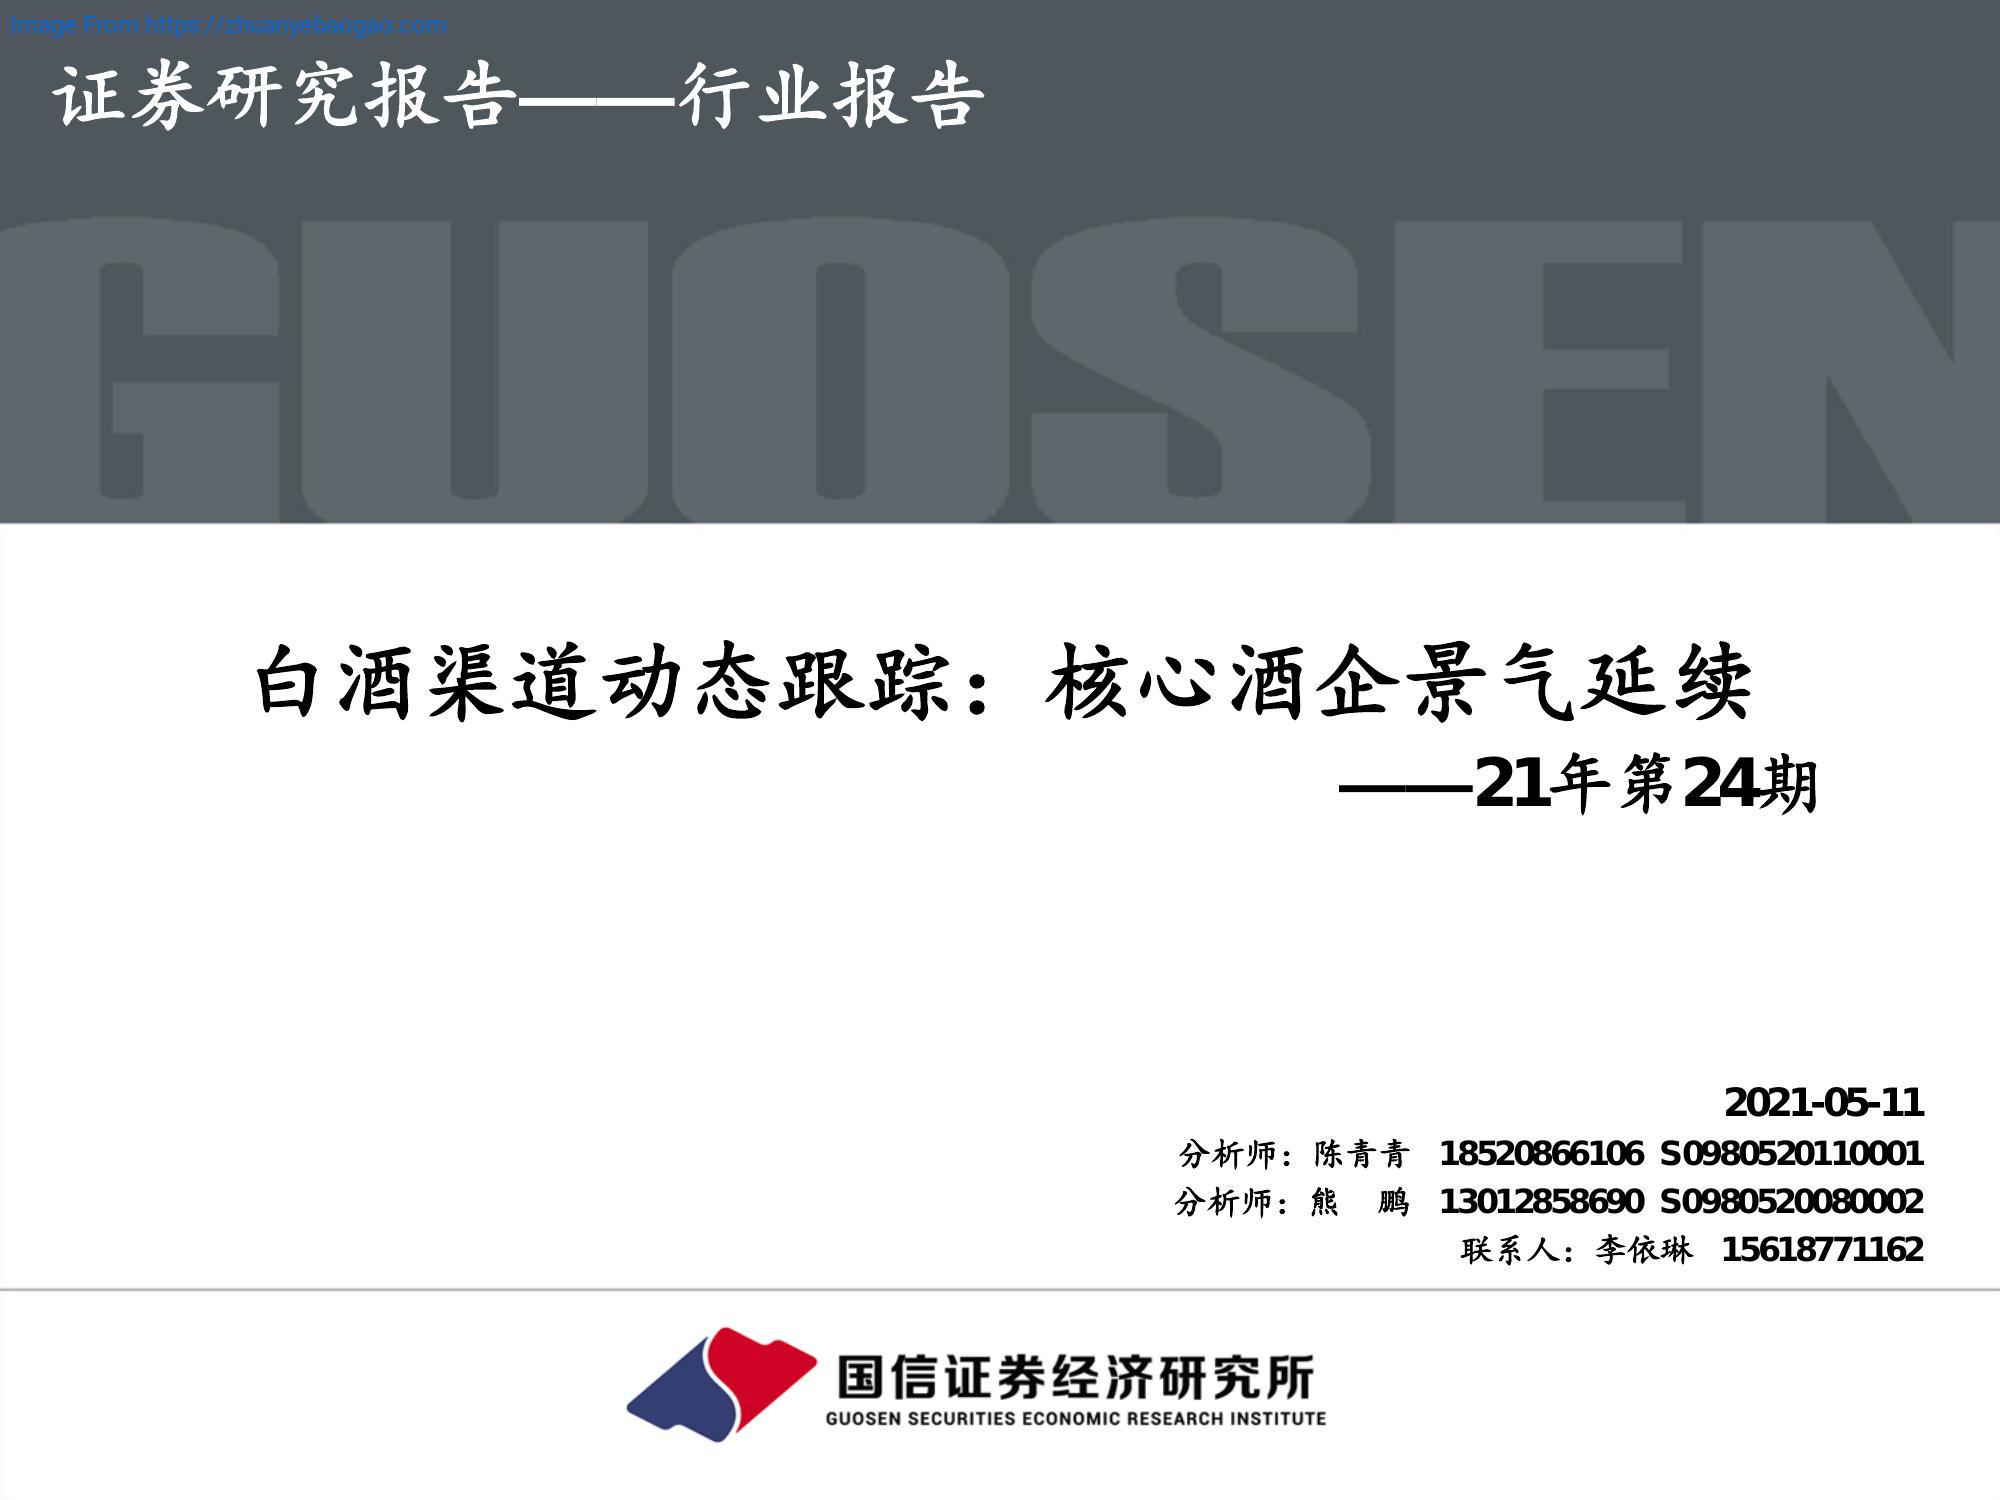 Image From https://zhuanyebaogao.com
证券研究报告——行业报告
GUOSEN
白酒渠道动态跟踪：核心酒企景气延续
——21年第24期
2021-05-11
分析师：陈青青 18520866106 S0980520110001
分析师：熊 鹏 13012858690 S0980520080002
联系人：李依琳 15618771162
国信证券经济研究所
GUOSEN SECURITIES ECONOMIC RESEARCH INSTITUTE